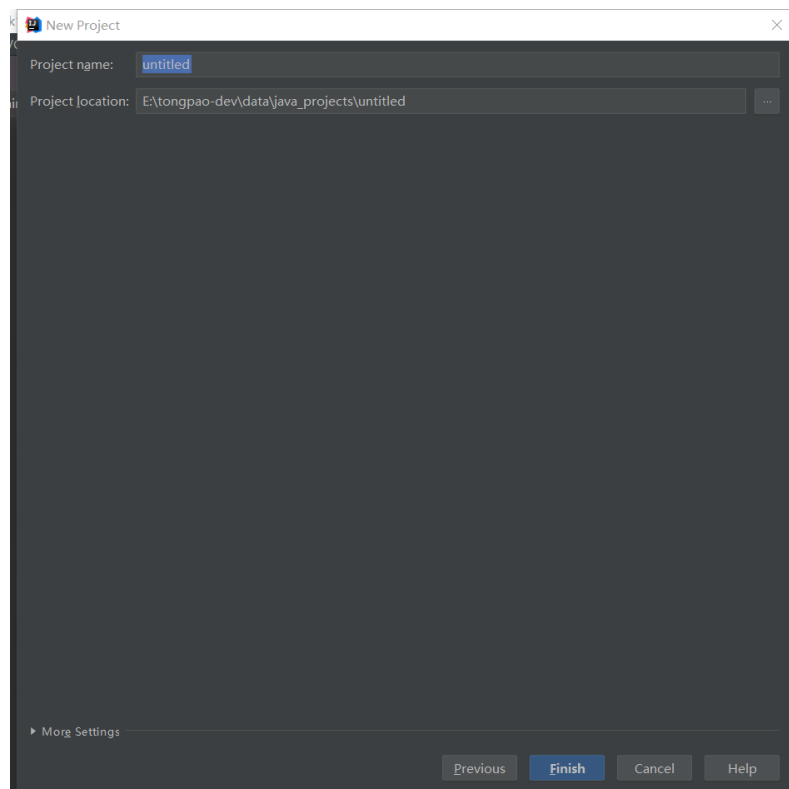 New Project
Project name: untitled
Project location: E:\tongpao-dev\data\java_projects\untitled ...
More Settings
Previous Finish Cancel Help